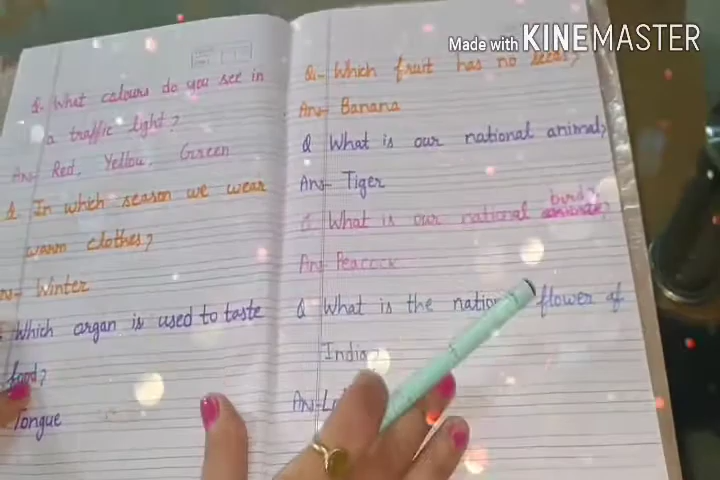 Made with KINEMASTER
Q. What colours do you see in
a traffic light?
Ans- Red, Yellow, Green
Q In which season we wear
warm clothes?
Winter
Which organ is used to taste
food?
Tongue
Q:- Which fruit has no seeds?
Ans- Banana
Q What is our national animal?
Ans- Tiger
Q What is our national bird?
Ans- Peacock
Q What is the nation flower of
India?
An-